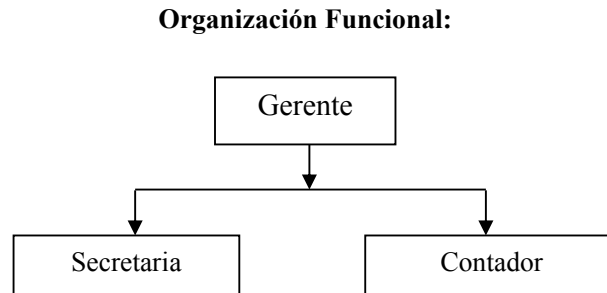 Organización Funcional:
Gerente
Secretaria
Contador